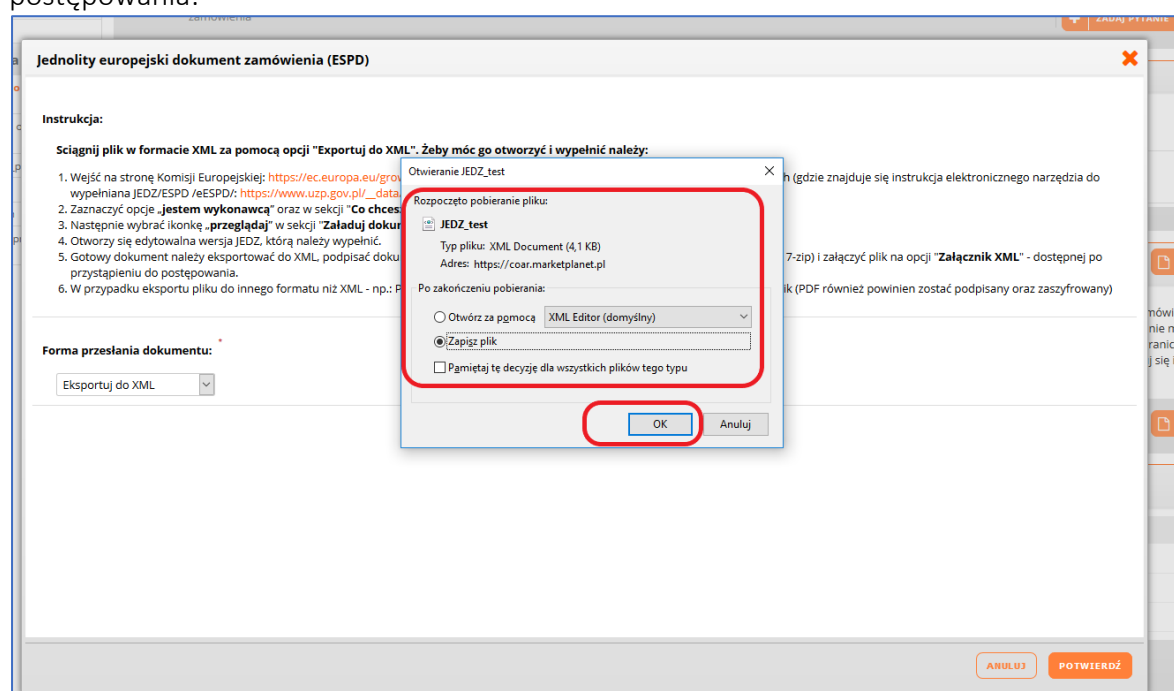 postępowania.
zamówienia
+ ZADAJ PYTANIE
Jednolity europejski dokument zamówienia (ESPD)
Instrukcja:
Sciągnij plik w formacie XML za pomocą opcji "Exportuj do XML". Żeby móc go otworzyć i wypełnić należy:
1. Wejść na stronę Komisji Europejskiej: https://ec.europa.eu/grow h (gdzie znajduje się instrukcja elektronicznego narzędzia do
wypełniana JEDZ/ESPD /eESPD/: https://www.uzp.gov.pl/__data
2. Zaznaczyć opcje „jestem wykonawcą" oraz w sekcji "Co chces
3. Następnie wybrać ikonkę „przeglądaj" w sekcji "Załaduj dokur
4. Otworzy się edytowalna wersja JEDZ, którą należy wypełnić.
5. Gotowy dokument należy eksportować do XML, podpisać doku 7-zip) i załączyć plik na opcji "Załącznik XML" - dostępnej po
przystąpieniu do postępowania.
6. W przypadku eksportu pliku do innego formatu niż XML - np.: P ik (PDF również powinien zostać podpisany oraz zaszyfrowany)
Forma przesłania dokumentu: *
Eksportuj do XML
Otwieranie JEDZ_test
Rozpoczęto pobieranie pliku:
JEDZ_test
Typ pliku: XML Document (4,1 KB)
Adres: https://coar.marketplanet.pl
Po zakończeniu pobierania:
Otwórz za pomocą XML Editor (domyślny)
Zapisz plik
Pamiętaj tę decyzję dla wszystkich plików tego typu
OK Anuluj
mówi
nie n
ranic
j się i
ANULUJ POTWIERDŹ